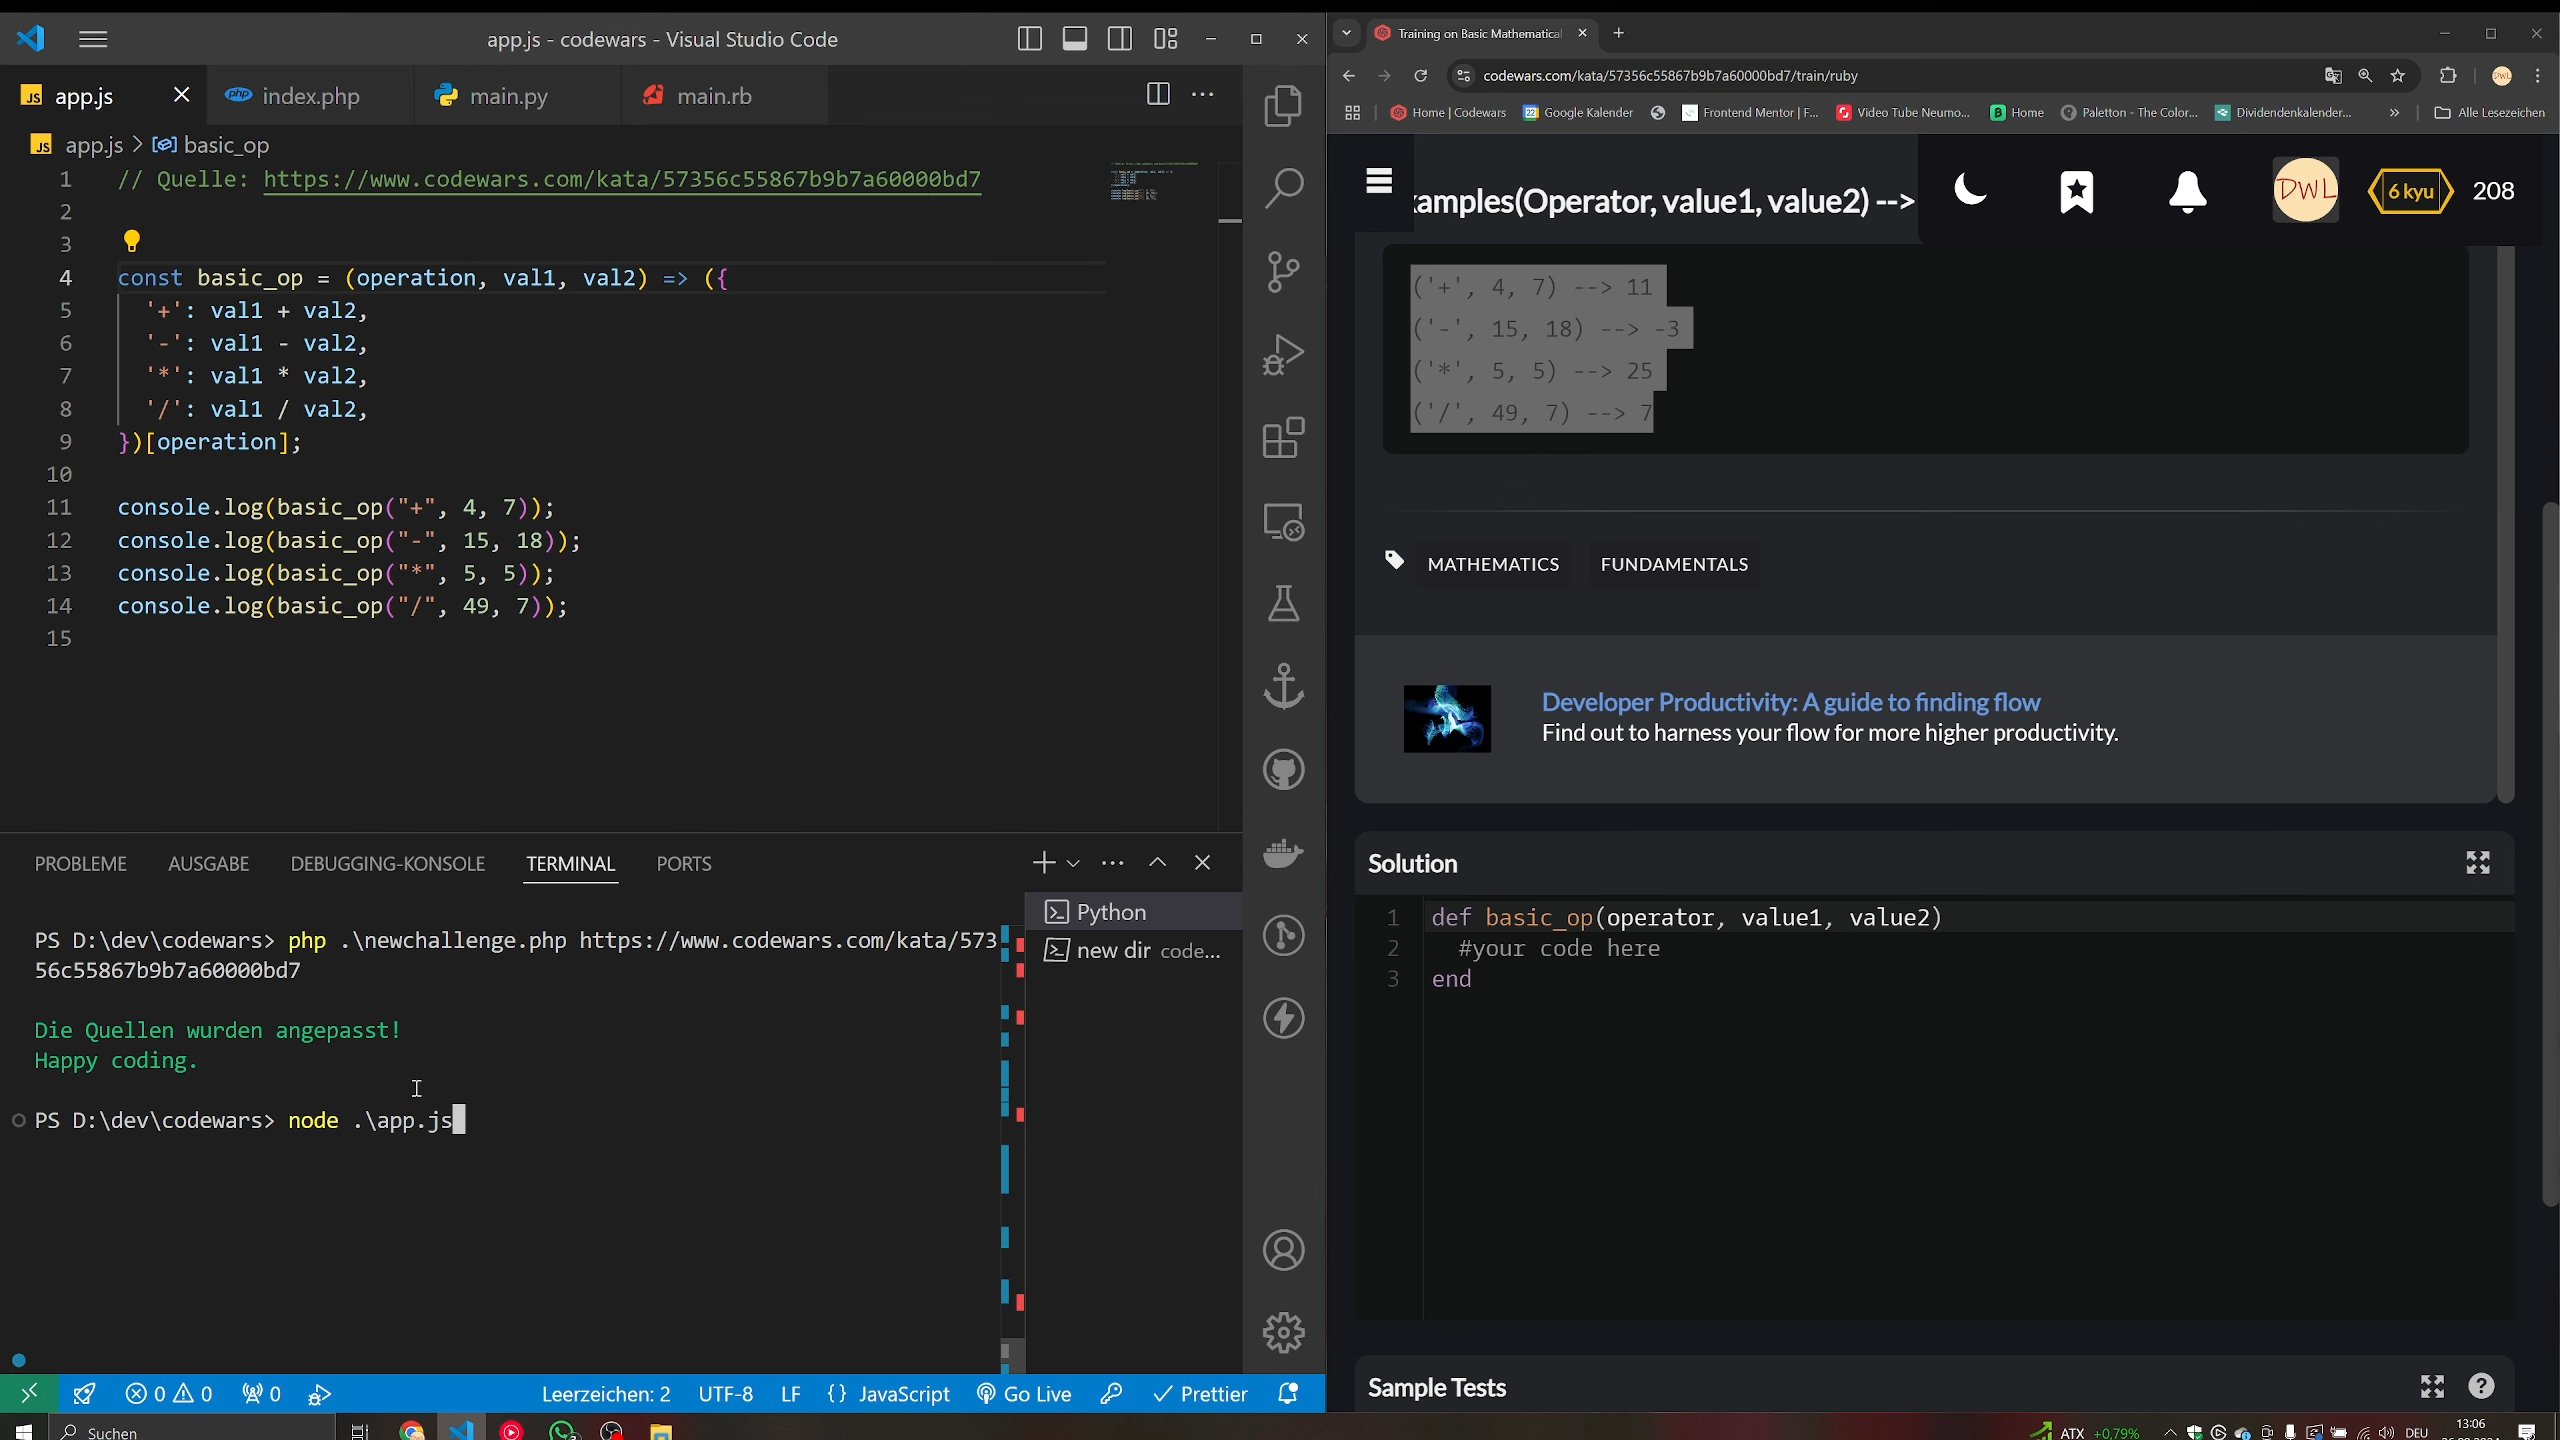 app.js - codewars - Visual Studio Code
JS app.js
php index.php
main.py
main.rb
JS app.js > basic_op
1 // Quelle: https://www.codewars.com/kata/57356c55867b9b7a60000bd7
2
3
4 const basic_op = (operation, val1, val2) => ({
5 '+': val1 + val2,
6 '-': val1 - val2,
7 '*': val1 * val2,
8 '/': val1 / val2,
9 })[operation];
10
11 console.log(basic_op("+", 4, 7));
12 console.log(basic_op("-", 15, 18));
13 console.log(basic_op("*", 5, 5));
14 console.log(basic_op("/", 49, 7));
15
PROBLEME AUSGABE DEBUGGING-KONSOLE TERMINAL PORTS
PS D:\dev\codewars> php .\newchallenge.php https://www.codewars.com/kata/573
56c55867b9b7a60000bd7
Die Quellen wurden angepasst!
Happy coding.
PS D:\dev\codewars> node .\app.js
Python
new dir code...
0 0 0 Leerzeichen: 2 UTF-8 LF {} JavaScript Go Live Prettier
Training on Basic Mathematical
codewars.com/kata/57356c55867b9b7a60000bd7/train/ruby
Home | Codewars
22 Google Kalender
Frontend Mentor | F...
Video Tube Neumo...
B Home
Paletton - The Color...
Dividendenkalender...
» Alle Lesezeichen
xamples(Operator, value1, value2) -->
DWL
6 kyu
208
('+', 4, 7) --> 11
('-', 15, 18) --> -3
('*', 5, 5) --> 25
('/', 49, 7) --> 7
MATHEMATICS FUNDAMENTALS
Developer Productivity: A guide to finding flow
Find out to harness your flow for more higher productivity.
Solution
1 def basic_op(operator, value1, value2)
2 #your code here
3 end
Sample Tests
Suchen
ATX +0,79%
DEU
13:06